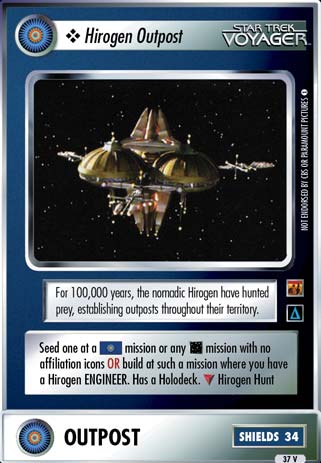 ❖ Hirogen Outpost
STAR TREK
VOYAGER
NOT ENDORSED BY CBS OR PARAMOUNT PICTURES
For 100,000 years, the nomadic Hirogen have hunted
prey, establishing outposts throughout their territory.
Δ
Seed one at a mission or any mission with no
affiliation icons OR build at such a mission where you
have a Hirogen ENGINEER. Has a Holodeck. Hirogen Hunt
OUTPOST
SHIELDS 34
37 V